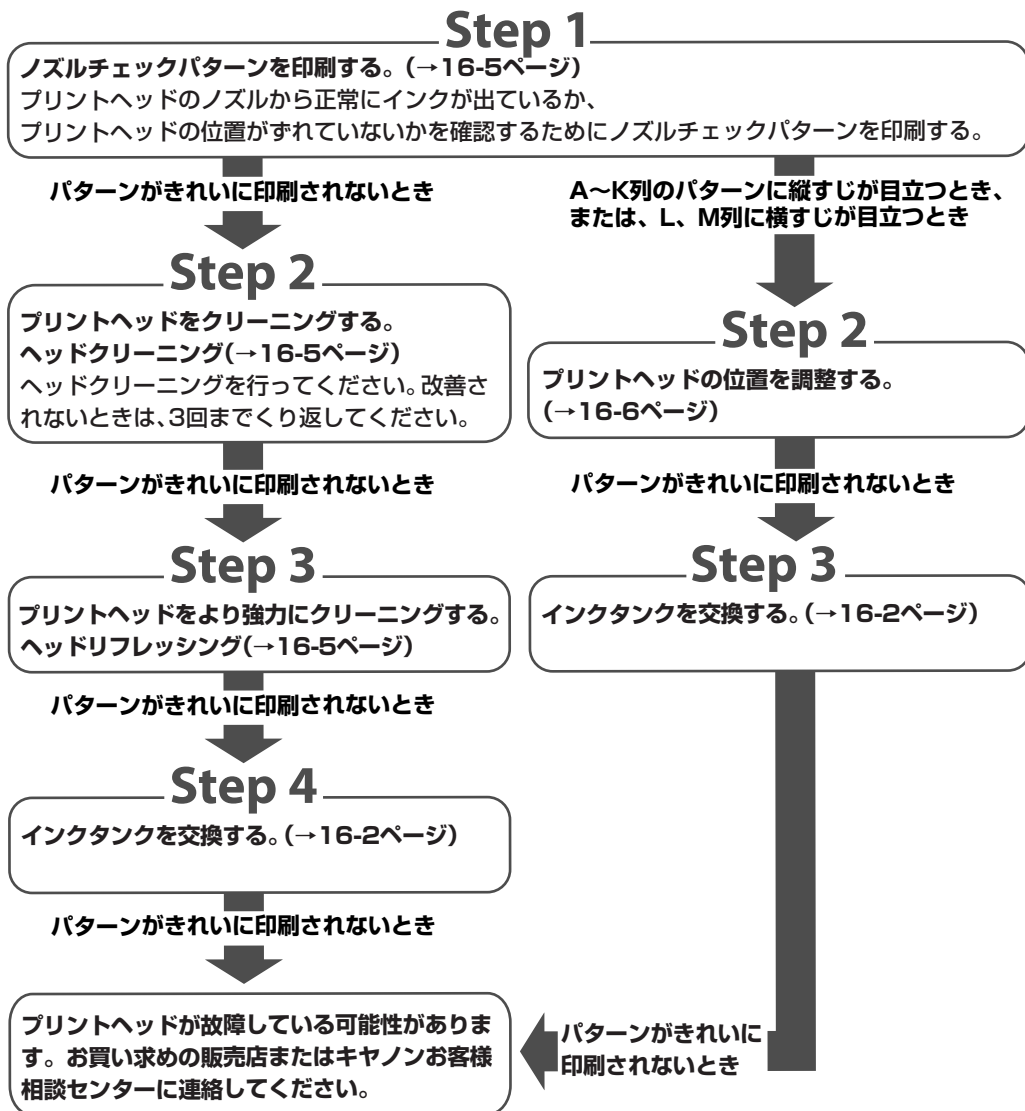 Step 1
ノズルチェックパターンを印刷する。(→16-5ページ)
プリントヘッドのノズルから正常にインクが出ているか、
プリントヘッドの位置がずれていないかを確認するためにノズルチェックパターンを印刷する。
パターンがきれいに印刷されないとき
Step 2
プリントヘッドをクリーニングする。
ヘッドクリーニング(→16-5ページ)
ヘッドクリーニングを行ってください。改善さ
れないときは、3回までくり返してください。
パターンがきれいに印刷されないとき
Step 3
プリントヘッドをより強力にクリーニングする。
ヘッドリフレッシング(→16-5ページ)
パターンがきれいに印刷されないとき
Step 4
インクタンクを交換する。(→16-2ページ)
パターンがきれいに印刷されないとき
A〜K列のパターンに縦すじが目立つとき、
または、L、M列に横すじが目立つとき
Step 2
プリントヘッドの位置を調整する。
(→16-6ページ)
パターンがきれいに印刷されないとき
Step 3
インクタンクを交換する。(→16-2ページ)
パターンがきれいに
印刷されないとき
プリントヘッドが故障している可能性がありま
す。お買い求めの販売店またはキヤノンお客様
相談センターに連絡してください。